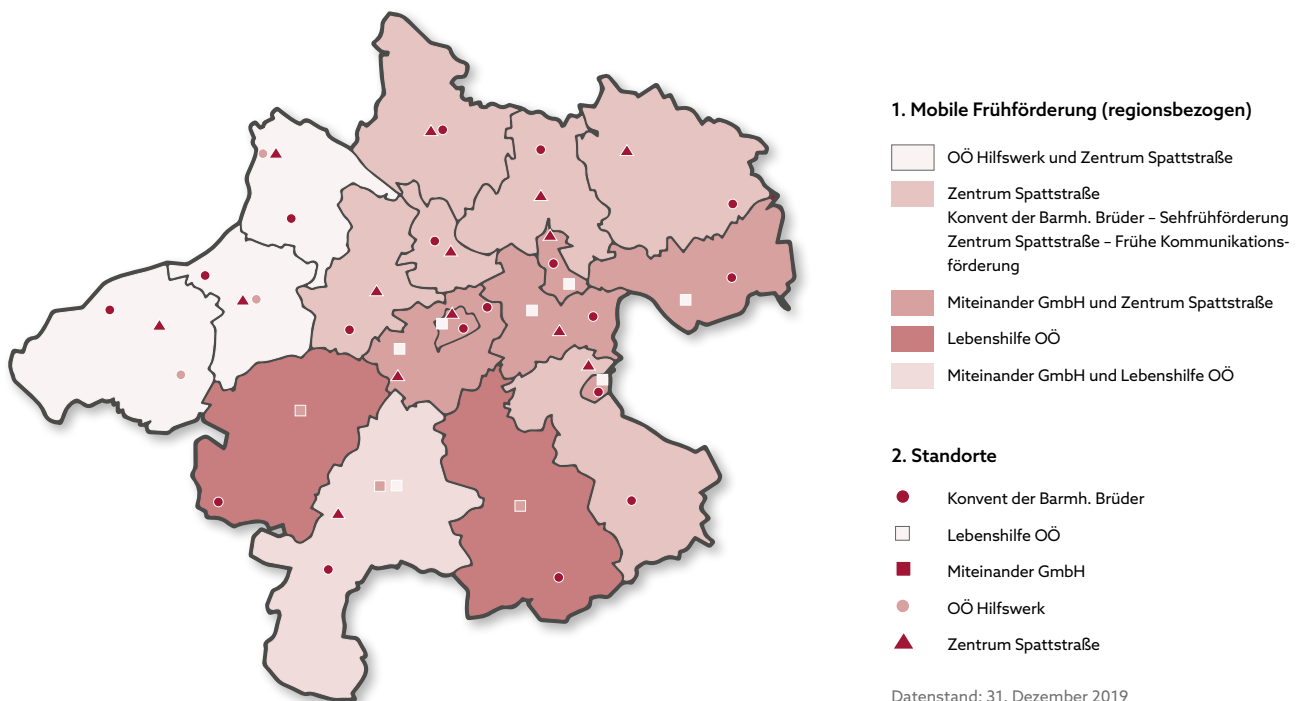 1. Mobile Frühförderung (regionsbezogen)
OÖ Hilfswerk und Zentrum Spattstraße
Zentrum Spattstraße
Konvent der Barmh. Brüder – Sehfrühförderung
Zentrum Spattstraße – Frühe Kommunikations-
förderung
Miteinander GmbH und Zentrum Spattstraße
Lebenshilfe OÖ
Miteinander GmbH und Lebenshilfe OÖ
2. Standorte
Konvent der Barmh. Brüder
Lebenshilfe OÖ
Miteinander GmbH
OÖ Hilfswerk
Zentrum Spattstraße
Datenstand: 31. Dezember 2019